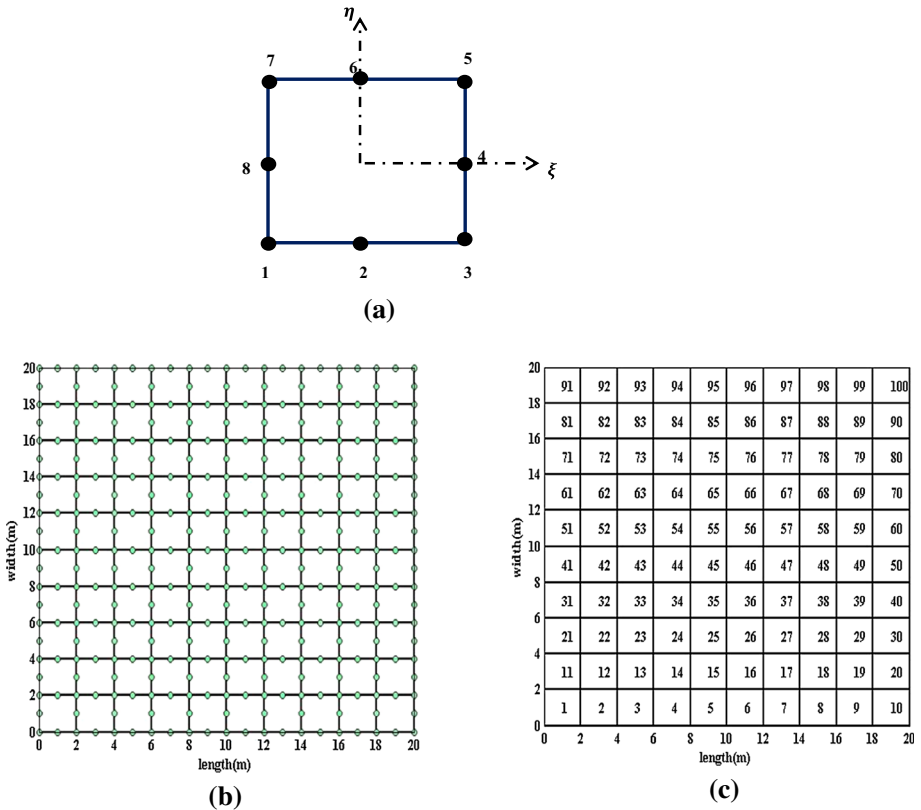 η
7 6 5
8 4 ξ
1 2 3
(a)
20
18
16
14
12
10
8
6
4
2
0
width(m)
0 2 4 6 8 10 12 14 16 18 20
length(m)
(b)
20
18
16
14
12
10
8
6
4
2
0
width(m)
91 92 93 94 95 96 97 98 99 100
81 82 83 84 85 86 87 88 89 90
71 72 73 74 75 76 77 78 79 80
61 62 63 64 65 66 67 68 69 70
51 52 53 54 55 56 57 58 59 60
41 42 43 44 45 46 47 48 49 50
31 32 33 34 35 36 37 38 39 40
21 22 23 24 25 26 27 28 29 30
11 12 13 14 15 16 17 18 19 20
1 2 3 4 5 6 7 8 9 10
0 2 4 6 8 10 12 14 16 18 20
length(m)
(c)